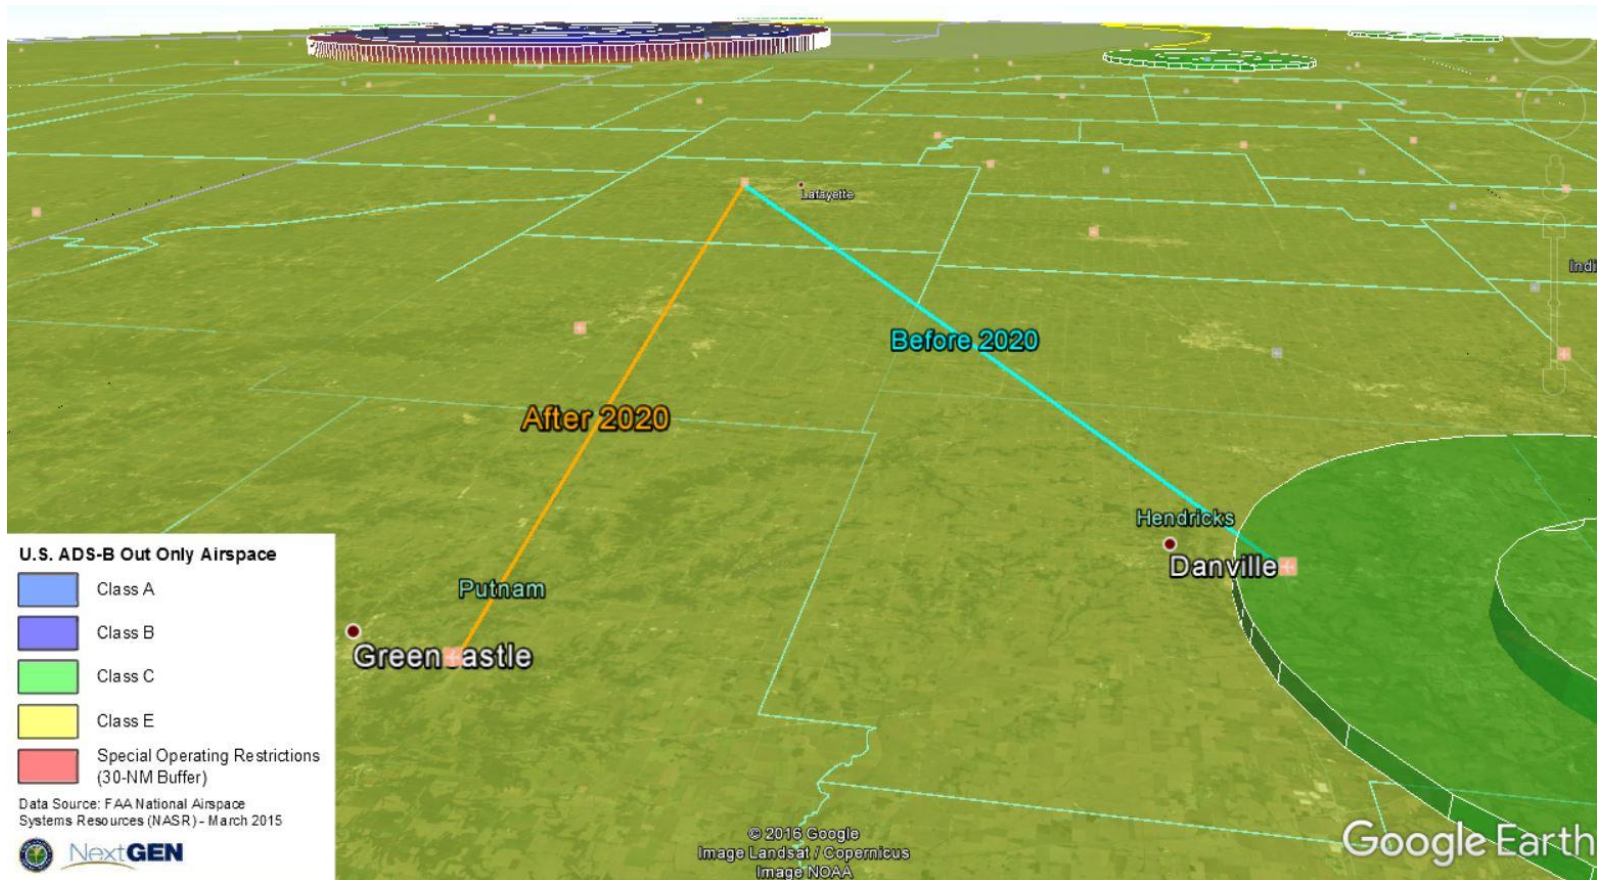 Lafayette
Indi
Before 2020
After 2020
Hendricks
Danville
Putnam
Greencastle
U.S. ADS-B Out Only Airspace
Class A
Class B
Class C
Class E
Special Operating Restrictions
(30-NM Buffer)
Data Source: FAA National Airspace
Systems Resources (NASR) - March 2015
NextGEN
© 2016 Google
Image Landsat / Copernicus
Image NOAA
Google Earth